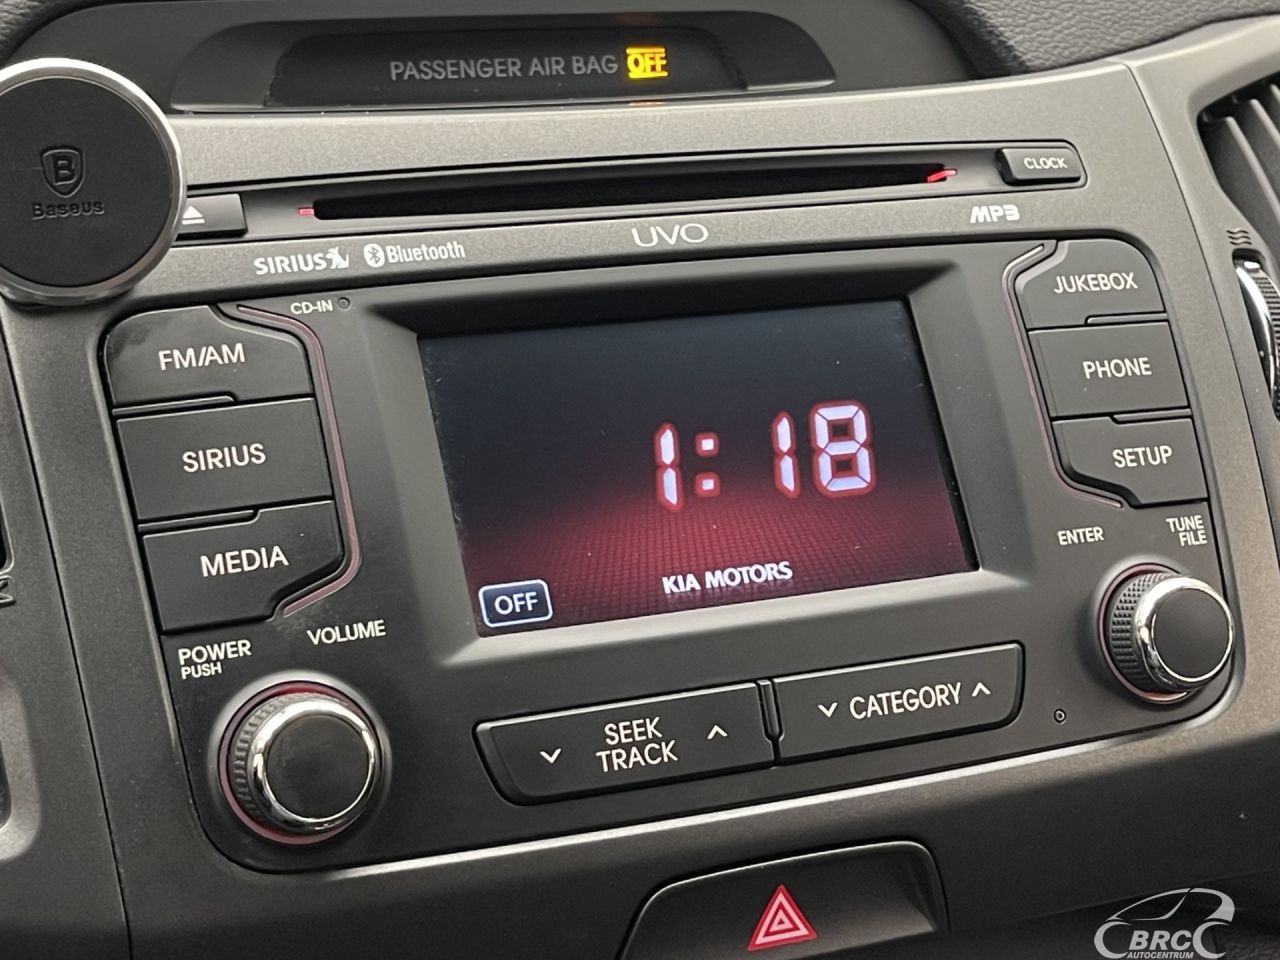 PASSENGER AIR BAG OFF
B
Baseus
CLOCK
UVO
MP3
SIRIUS
Bluetooth
CD-IN
FM/AM
SIRIUS
MEDIA
JUKEBOX
PHONE
SETUP
1:18
KIA MOTORS
OFF
ENTER
TUNE
FILE
POWER
PUSH
VOLUME
SEEK
TRACK
CATEGORY
BRC
AUTOCENTRUM